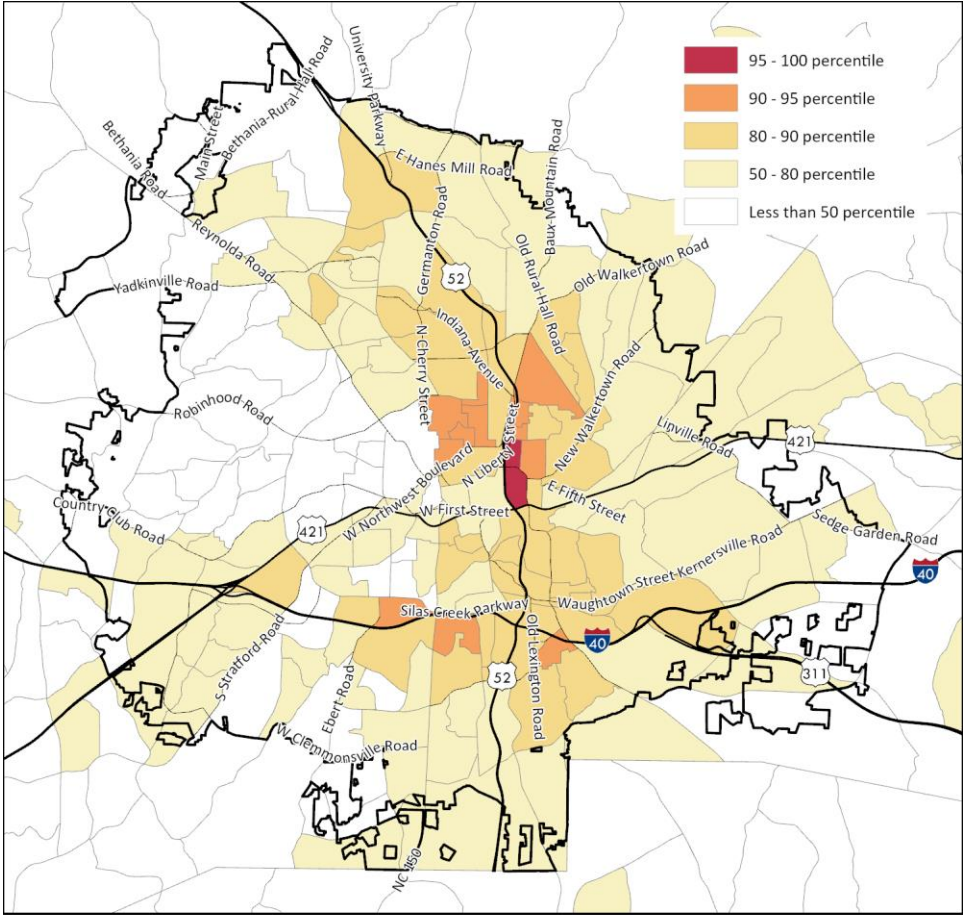 95 - 100 percentile
90 - 95 percentile
80 - 90 percentile
50 - 80 percentile
Less than 50 percentile
University Parkway
Bethania-Rural-Hall-Road
Main-Street
Bethania Road
E-Hanes Mill Road
Baux-Mountain-Road
Reynolda-Road
Germanton-Road
Old-Rural-Hall-Road
Old-Walkertown-Road
52
Yadkinville-Road
Indiana-Avenue
N-Cherry-Street
Robinhood-Road
New-Walkertown-Road
Linville-Road
421
N Liberty Street
W Northwest-Boulevard
E-Fifth Street
W First Street
Country-Club-Road
421
Sedge-Garden Road
Waughtown-Street Kernersville-Road
40
Silas Creek Parkway
Old-Lexington Road
40
S-Stratford-Road
Ebert-Road
52
311
W-Clemmonsville Road
NC-150